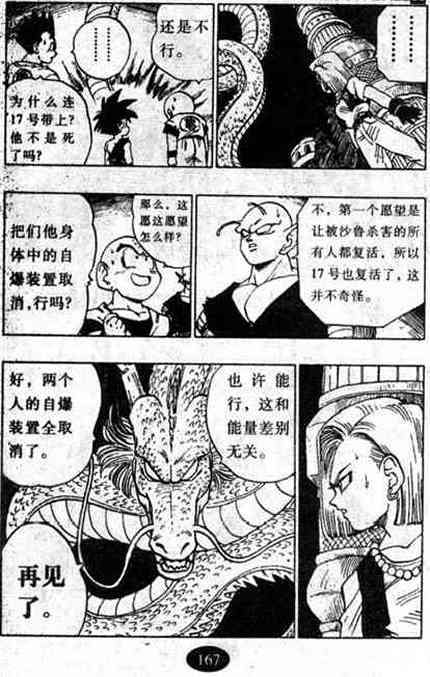 ……
还是不
行。
……
为什么连
17号带上?
他不是死
了吗?
不,第一个愿望是
让被沙鲁杀害的所
有人都复活,所以
17号也复活了,这
并不奇怪。
那么,这
愿这愿望
怎么样?
把们他身
体中的自
爆装置取
消,行吗?
也许能
行,这和
能量差别
无关。
好,两个
人的自爆
装置全取
消了。
再见
了。
167